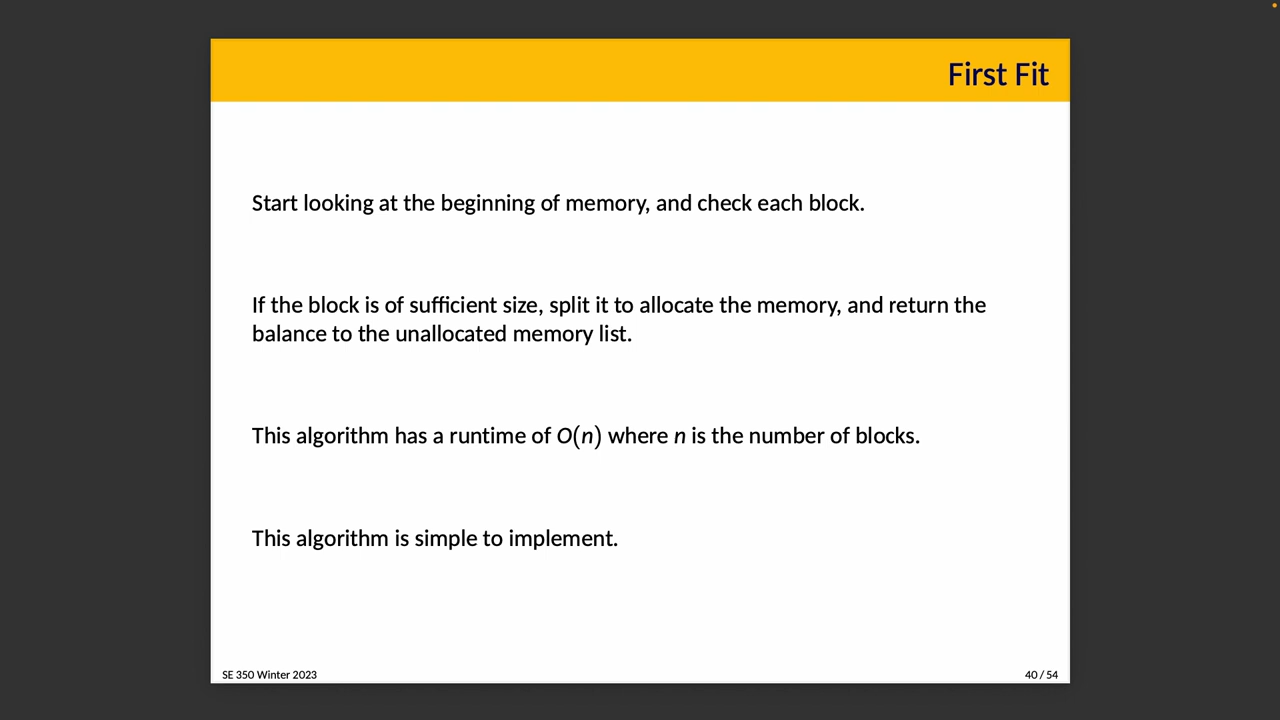 First Fit
Start looking at the beginning of memory, and check each block.
If the block is of sufficient size, split it to allocate the memory, and return the
balance to the unallocated memory list.
This algorithm has a runtime of O(n) where n is the number of blocks.
This algorithm is simple to implement.
SE 350 Winter 2023
40 / 54